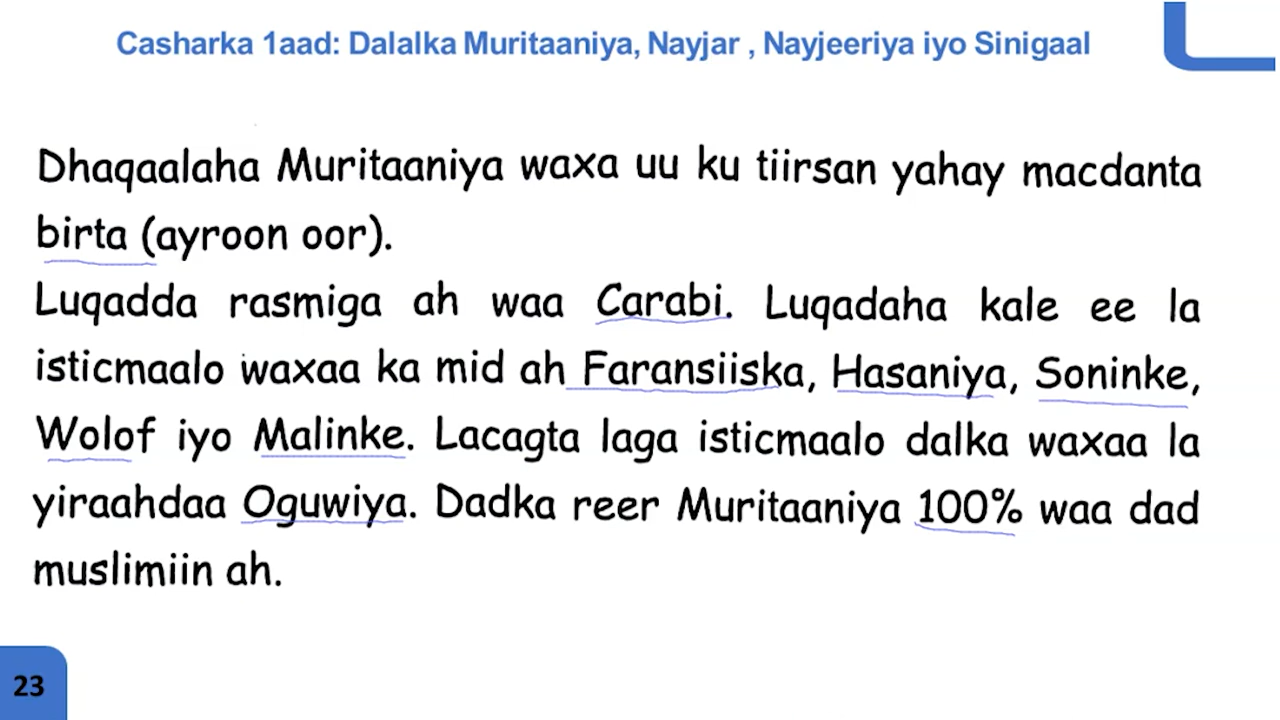 Casharka 1aad: Dalalka Muritaaniya, Nayjar , Nayjeeriya iyo Sinigaal
Dhaqaalaha Muritaaniya waxa uu ku tiirsan yahay macdanta
birta (ayroon oor).
Luqadda rasmiga ah waa Carabi. Luqadaha kale ee la
isticmaalo waxaa ka mid ah Faransiiska, Hasaniya, Soninke,
Wolof iyo Malinke. Lacagta laga isticmaalo dalka waxaa la
yiraahdaa Oguwiya. Dadka reer Muritaaniya 100% waa dad
muslimiin ah.
23